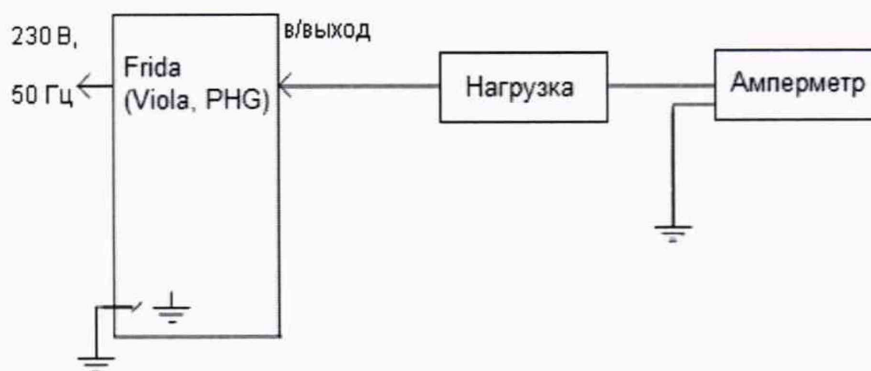 230 В,
50 Гц
Frida
(Viola, PHG)
в/выход
Нагрузка
Амперметр